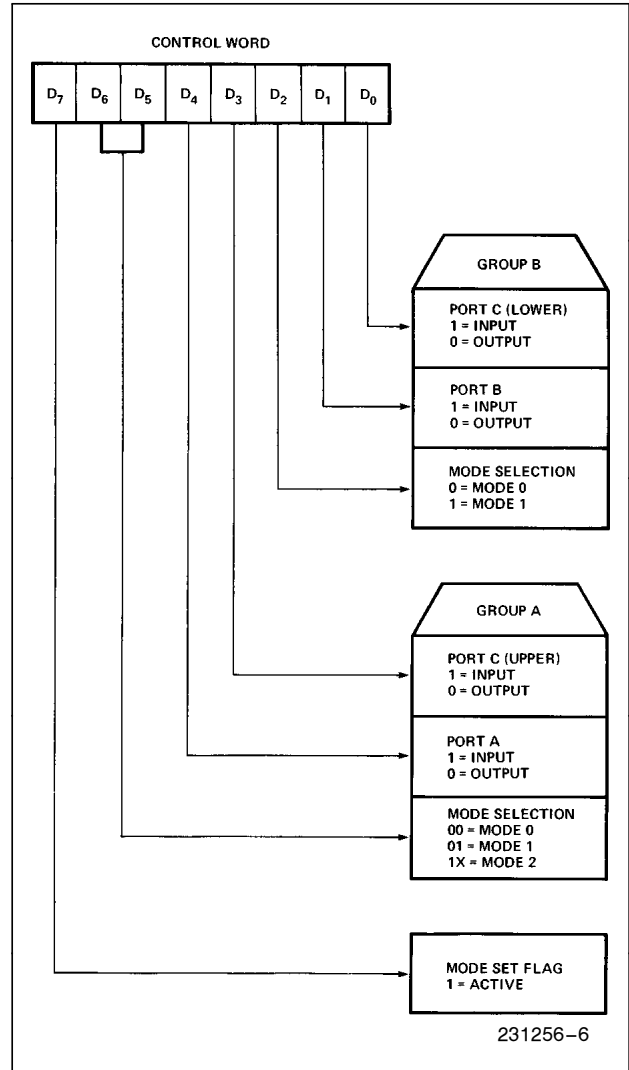 CONTROL WORD
D7 D6 D5 D4 D3 D2 D1 D0
GROUP B
PORT C (LOWER)
1 = INPUT
0 = OUTPUT
PORT B
1 = INPUT
0 = OUTPUT
MODE SELECTION
0 = MODE 0
1 = MODE 1
GROUP A
PORT C (UPPER)
1 = INPUT
0 = OUTPUT
PORT A
1 = INPUT
0 = OUTPUT
MODE SELECTION
00 = MODE 0
01 = MODE 1
1X = MODE 2
MODE SET FLAG
1 = ACTIVE
231256–6